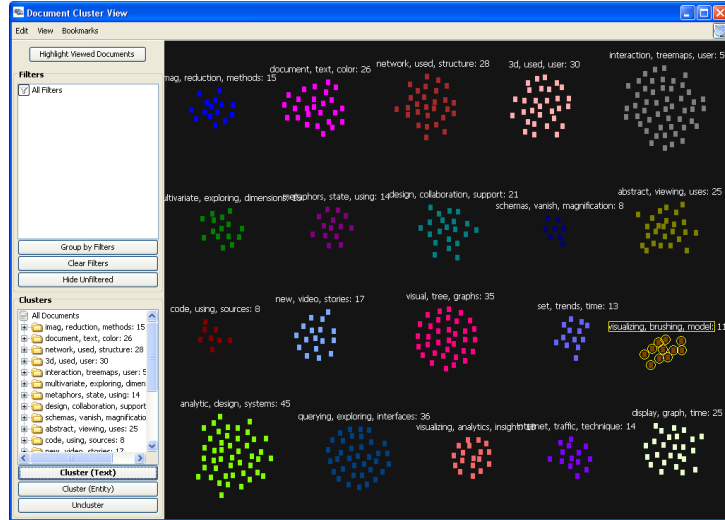 Document Cluster View
Edit View Bookmarks
Highlight Viewed Documents
Filters
All Filters
Group by Filters
Clear Filters
Hide Unfiltered
Clusters
All Documents
imag, reduction, methods: 15
document, text, color: 26
network, used, structure: 28
3d, used, user: 30
interaction, treemaps, user: 5
multivariate, exploring, dimen
metaphors, state, using: 14
design, collaboration, support
schemas, vanish, magnificatio
abstract, viewing, uses: 25
code, using, sources: 8
new, video, stories: 17
Cluster (Text)
Cluster (Entity)
Uncluster
mag, reduction, methods: 15
document, text, color: 26
network, used, structure: 28
3d, used, user: 30
interaction, treemaps, user: 5
ultivariate, exploring, dimensions:
metaphors, state, using: 14
design, collaboration, support: 21
schemas, vanish, magnification: 8
abstract, viewing, uses: 25
code, using, sources: 8
new, video, stories: 17
visual, tree, graphs: 35
set, trends, time: 13
visualizing, brushing, model: 11
analytic, design, systems: 45
querying, exploring, interfaces: 36
visualizing, analytics, insight
internet, traffic, technique: 14
display, graph, time: 25